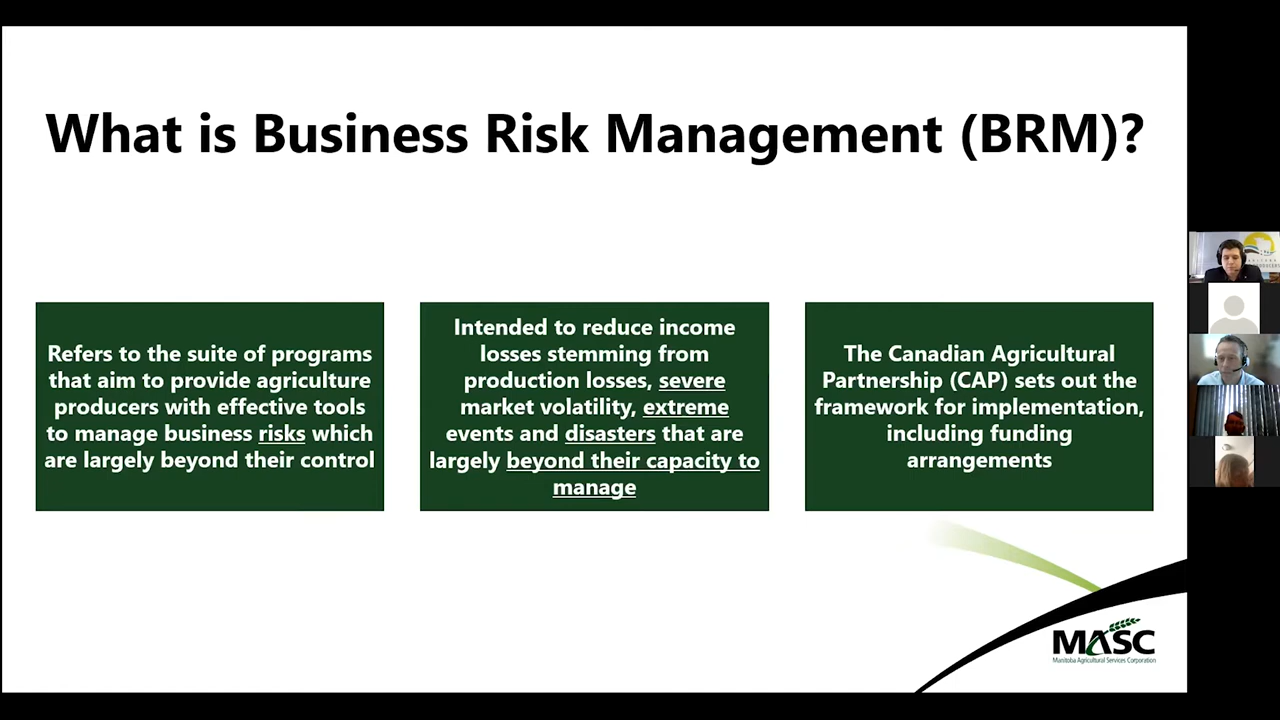 What is Business Risk Management (BRM)?
Refers to the suite of programs
that aim to provide agriculture
producers with effective tools
to manage business risks which
are largely beyond their control
Intended to reduce income
losses stemming from
production losses, severe
market volatility, extreme
events and disasters that are
largely beyond their capacity to
manage
The Canadian Agricultural
Partnership (CAP) sets out the
framework for implementation,
including funding
arrangements
MASC
Manitoba Agricultural Services Corporation